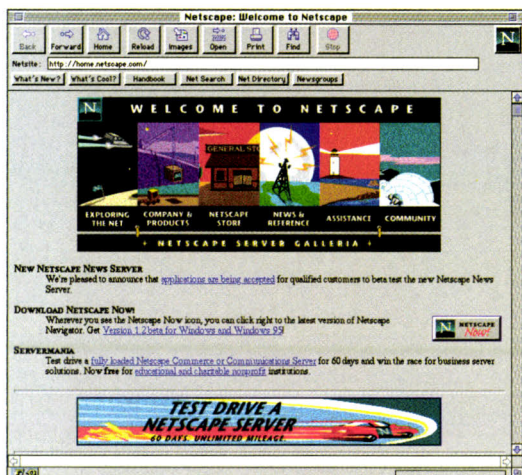 Netscape: Welcome to Netscape
Back Forward Home Reload Images Open Print Find Stop
N
Netsite: http://home.netscape.com/
What's New? What's Cool? Handbook Net Search Net Directory Newsgroups
N WELCOME TO NETSCAPE
GENERAL STO
EXPLORING THE NET
COMPANY & PRODUCTS
NETSCAPE STORE
NEWS & REFERENCE
ASSISTANCE
COMMUNITY
+ NETSCAPE SERVER GALLERIA +
NEW NETSCAPE NEWS SERVER
We're pleased to announce that applications are being accepted for qualified customers to beta test the new Netscape News
Server.
DOWNLOAD NETSCAPE NOW!
Wherever you see the Netscape Now icon, you can click right to the latest version of Netscape
Navigator. Get Version 1.2beta for Windows and Windows 95!
N NETSCAPE
Now!
SERVERMANIA
Test drive a fully loaded Netscape Commerce or Communications Server for 60 days and win the race for business server
solutions. Now free for educational and charitable nonprofit institutions.
TEST DRIVE A
NETSCAPE SERVER
60 DAYS. UNLIMITED MILEAGE.